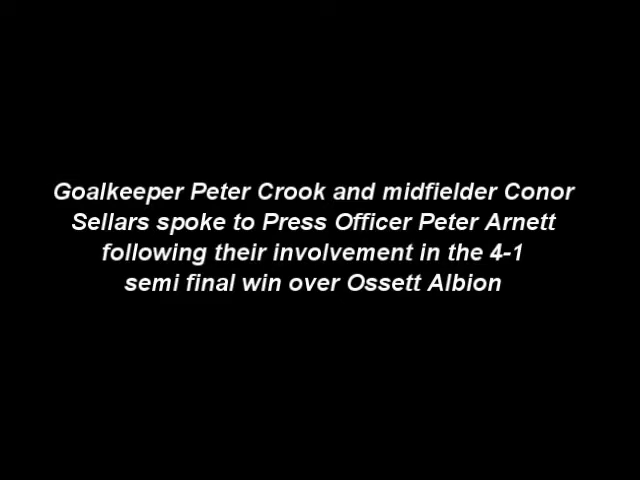 Goalkeeper Peter Crook and midfielder Conor
Sellars spoke to Press Officer Peter Arnett
following their involvement in the 4-1
semi final win over Ossett Albion